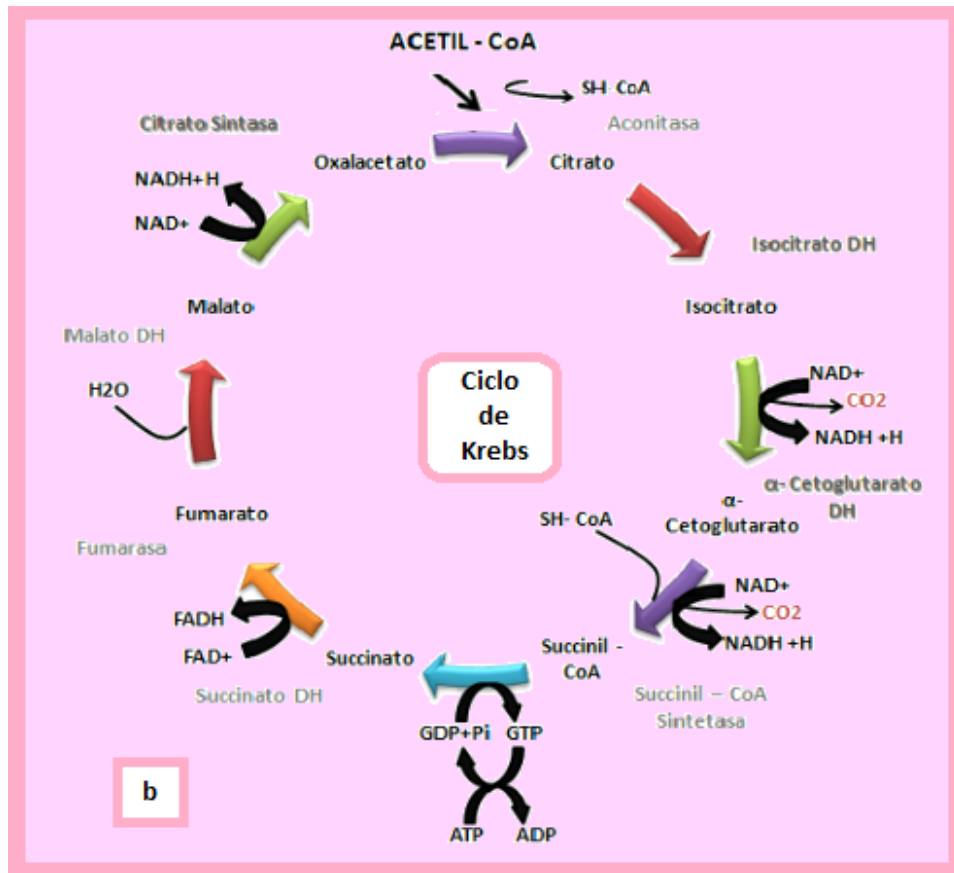 ACETIL - CoA
SH- CoA
Citrato Sintasa
Aconitasa
Oxalacetato
Citrato
NADH+H
NAD+
Isocitrato DH
Malato
Isocitrato
Malato DH
H2O
Ciclo
de
Krebs
NAD+
CO2
NADH +H
α- Cetoglutarato
DH
α-
Cetoglutarato
SH- CoA
Fumarato
Fumarasa
NAD+
CO2
NADH +H
FADH
FAD+
Succinato
Succinil -
CoA
Succinato DH
Succinil – CoA
Sintetasa
GDP+Pi
GTP
ATP
ADP
b